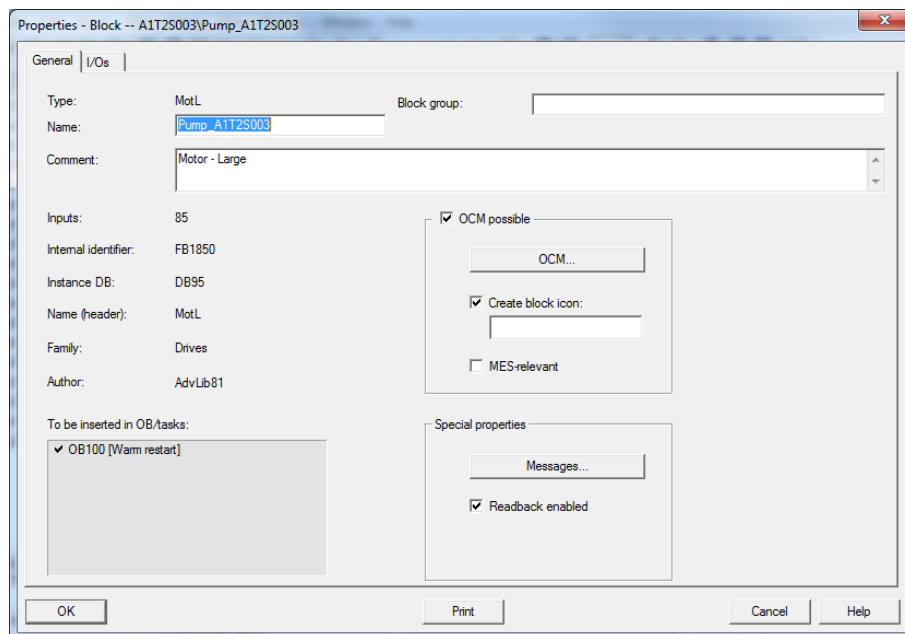 Properties - Block -- A1T2S003\Pump_A1T2S003
General
I/Os
Type: MotL
Block group:
Name: Pump_A1T2S003
Comment: Motor - Large
Inputs: 85
Internal identifier: FB1850
Instance DB: DB95
Name (header): MotL
Family: Drives
Author: AdvLib81
To be inserted in OB/tasks:
OB100 [Warm restart]
OCM possible
OCM...
Create block icon:
MES-relevant
Special properties
Messages...
Readback enabled
OK
Print
Cancel
Help